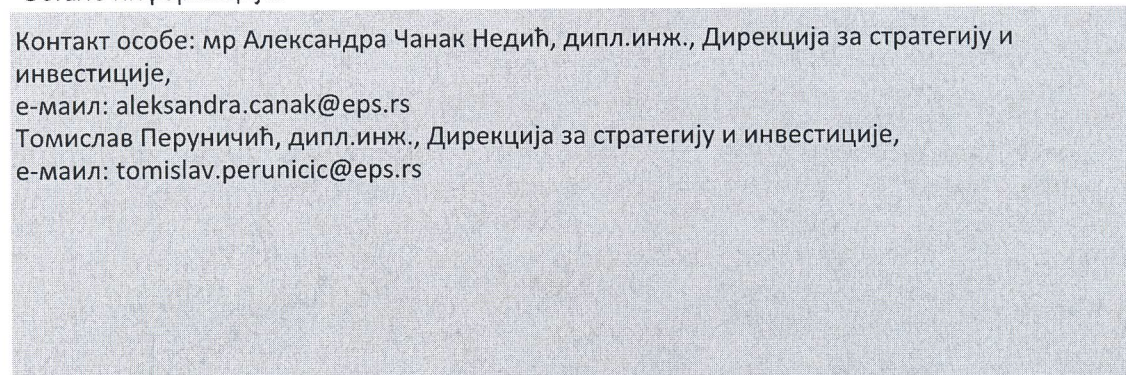 Контакт особе: мр Александра Чанак Недић, дипл.инж., Дирекција за стратегију и
инвестиције,
е-маил: aleksandra.canak@eps.rs
Томислав Перуничић, дипл.инж., Дирекција за стратегију и инвестиције,
е-маил: tomislav.perunicic@eps.rs